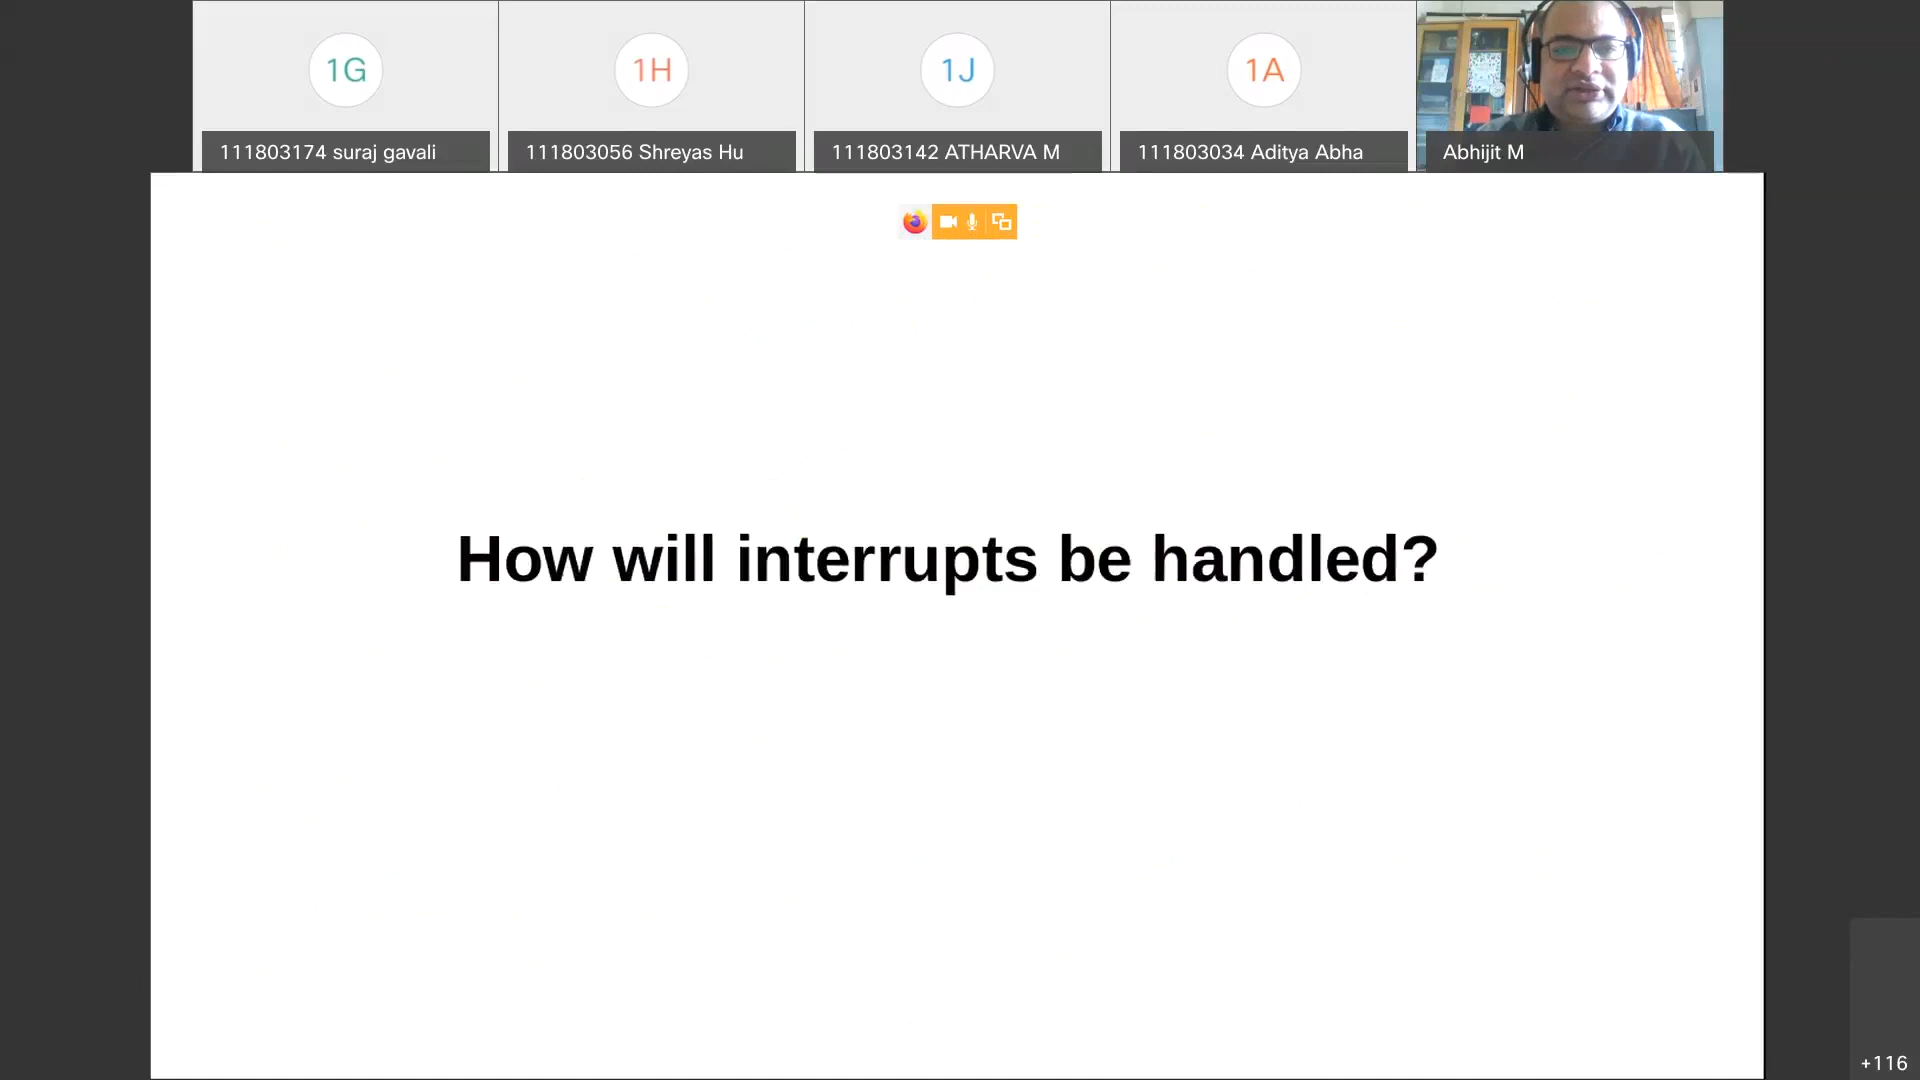 1G
1H
1J
1A
111803174 suraj gavali
111803056 Shreyas Hu
111803142 ATHARVA M
111803034 Aditya Abha
Abhijit M
How will interrupts be handled?
+116